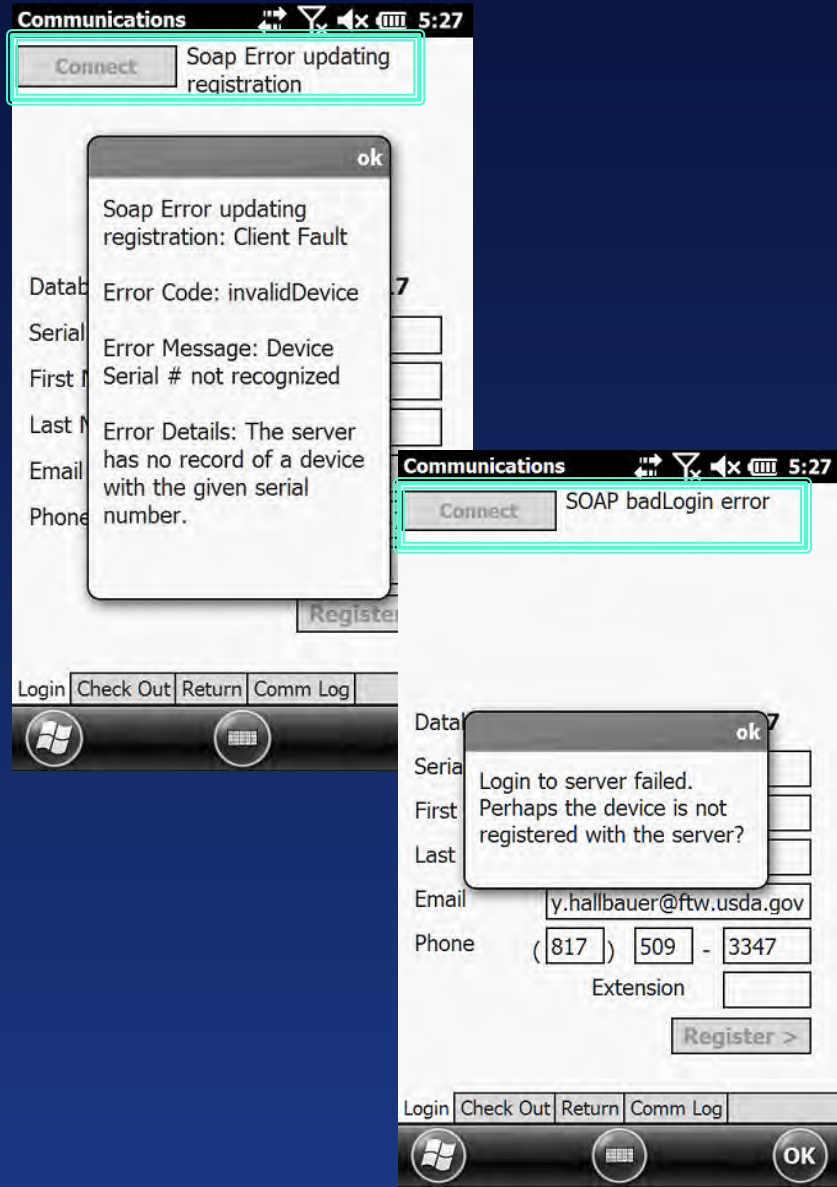 Communications 5:27
Connect
Soap Error updating
registration
ok
Soap Error updating
registration: Client Fault
Error Code: invalidDevice
Error Message: Device
Serial # not recognized
Error Details: The server
has no record of a device
with the given serial
number.
Datab
7
Serial
First N
Last N
Email
Phone
Register
Login Check Out Return Comm Log
Communications 5:27
Connect
SOAP badLogin error
ok
Login to server failed.
Perhaps the device is not
registered with the server?
Datab
7
Seria
First
Last
Email y.hallbauer@ftw.usda.gov
Phone (817) 509 - 3347
Extension
Register >
Login Check Out Return Comm Log
OK